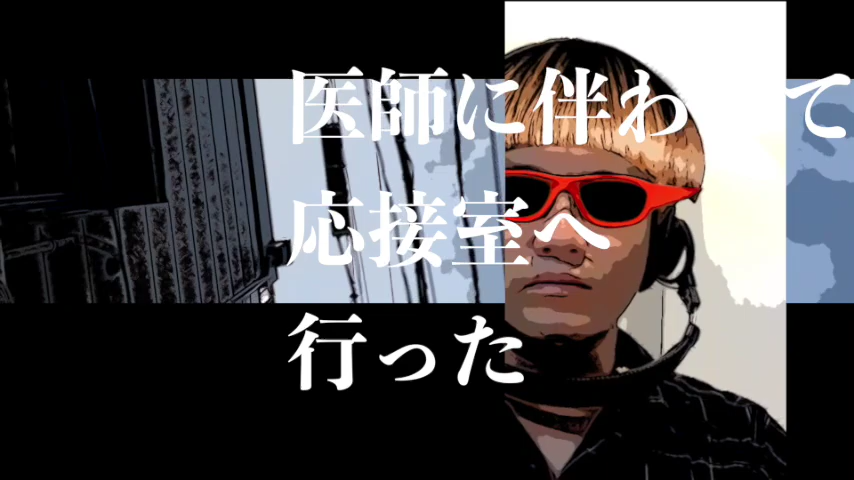 医師に伴わ　て
応接室へ
行った